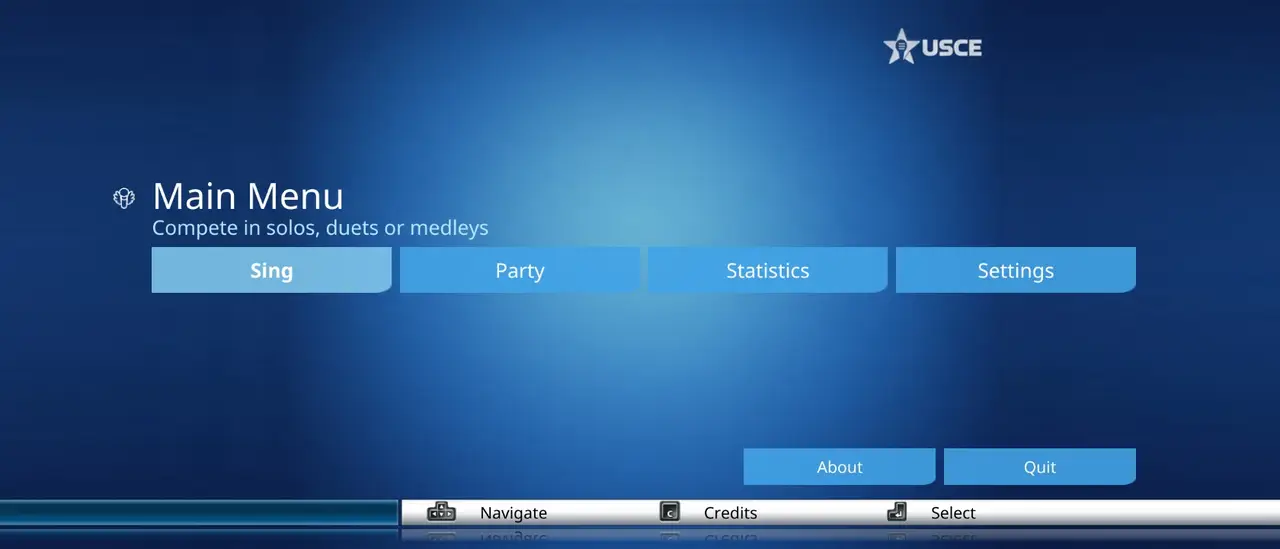 USCE
Main Menu
Compete in solos, duets or medleys
Sing Party Statistics Settings
About Quit
Navigate C Credits Select